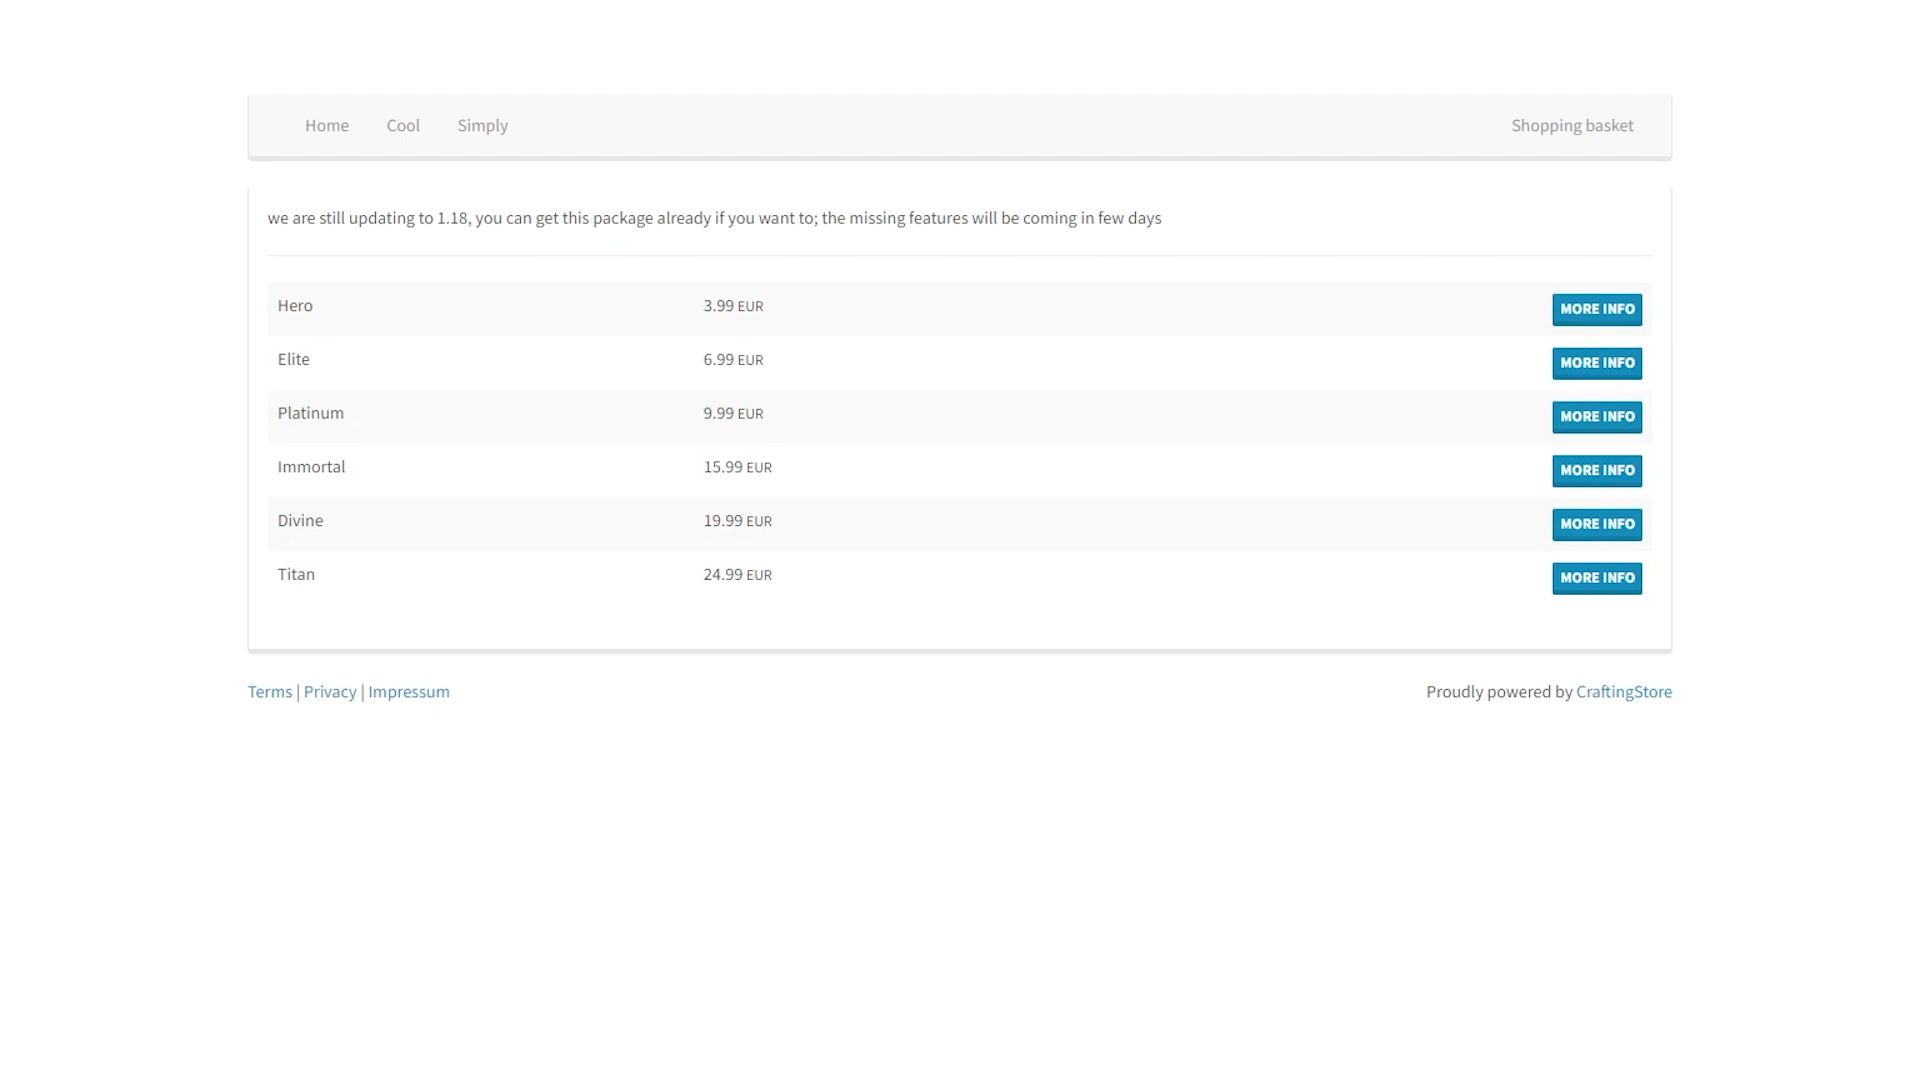 Home Cool Simply Shopping basket
we are still updating to 1.18, you can get this package already if you want to; the missing features will be coming in few days
Hero 3.99 EUR MORE INFO
Elite 6.99 EUR MORE INFO
Platinum 9.99 EUR MORE INFO
Immortal 15.99 EUR MORE INFO
Divine 19.99 EUR MORE INFO
Titan 24.99 EUR MORE INFO
Terms | Privacy | Impressum Proudly powered by CraftingStore